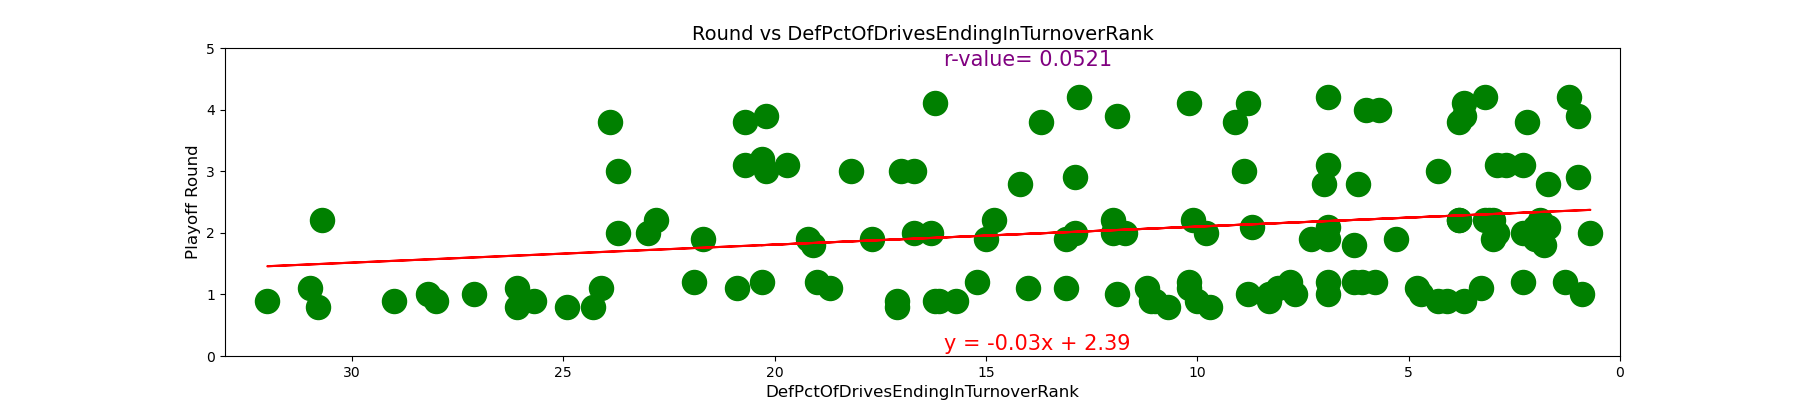 Round vs DefPctOfDrivesEndingInTurnoverRank
r-value= 0.0521
5
4
3
2
1
0
Playoff Round
y = -0.03x + 2.39
30 25 20 15 10 5 0
DefPctOfDrivesEndingInTurnoverRank